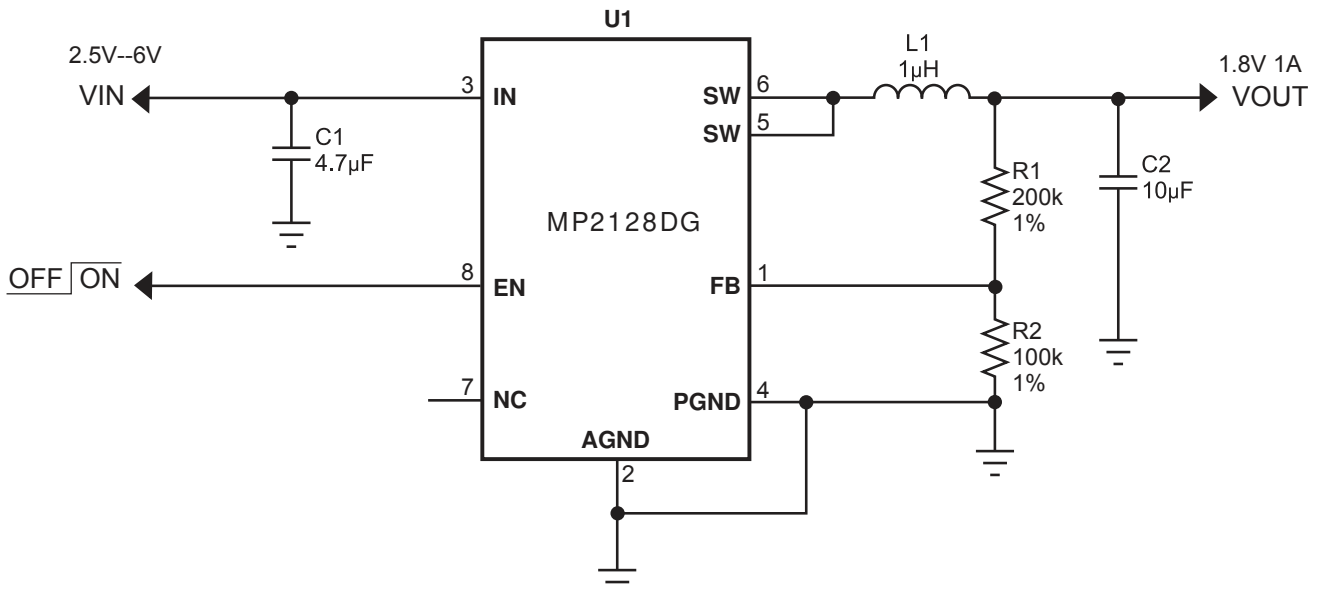 U1
2.5V--6V
VIN
3
IN
C1
4.7µF
OFF ON
8
EN
7
NC
MP2128DG
AGND
2
SW
6
SW
5
FB
1
PGND
4
L1
1µH
R1
200k
1%
R2
100k
1%
C2
10µF
1.8V 1A
VOUT